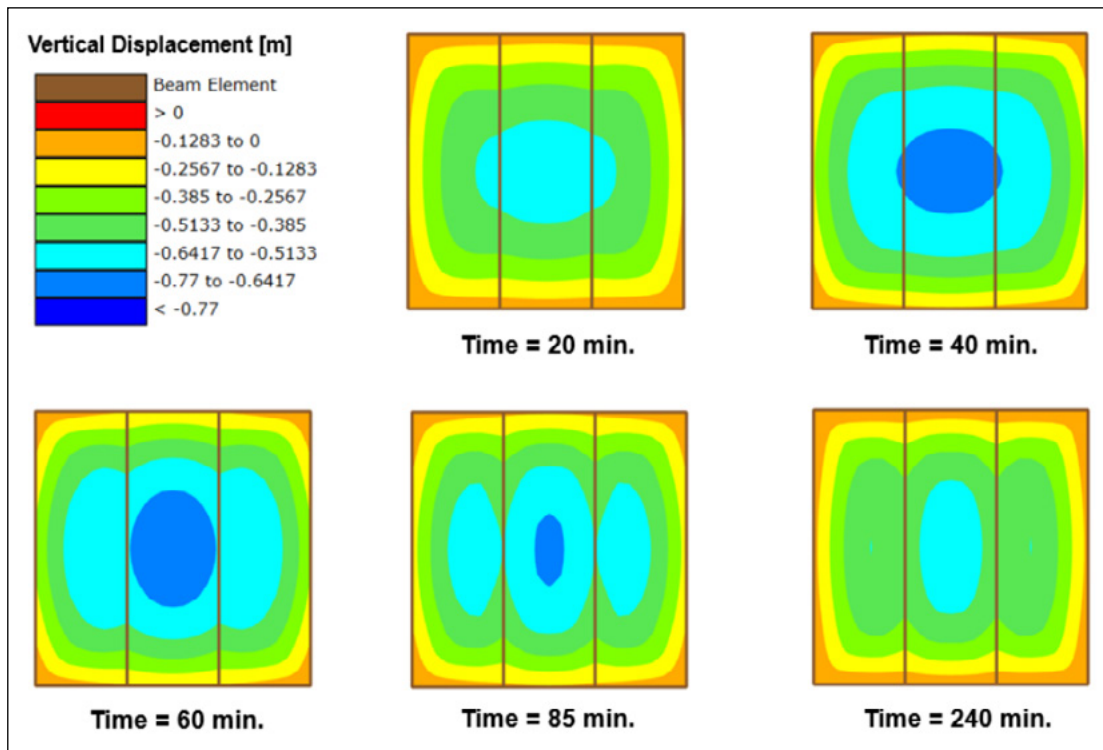 Vertical Displacement [m]
Beam Element
> 0
-0.1283 to 0
-0.2567 to -0.1283
-0.385 to -0.2567
-0.5133 to -0.385
-0.6417 to -0.5133
-0.77 to -0.6417
< -0.77
Time = 20 min.
Time = 40 min.
Time = 60 min.
Time = 85 min.
Time = 240 min.